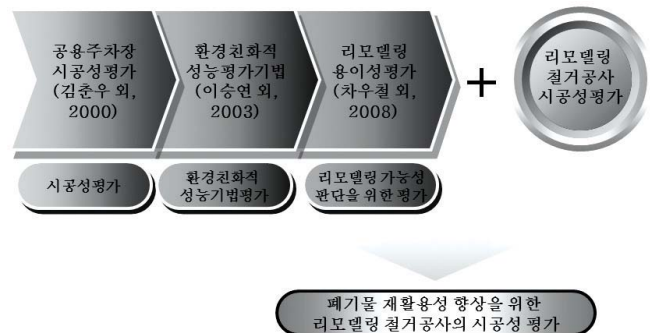 공용주차장
시공성평가
(김춘우 외,
2000)
환경친화적
성능평가기법
(이승연 외,
2003)
리모델링
용이성평가
(차우철 외,
2008)
+
리모델링
철거공사
시공성평가
시공성평가
환경친화적
성능기법평가
리모델링 가능성
판단을 위한 평가
폐기물 재활용성 향상을 위한
리모델링 철거공사의 시공성 평가